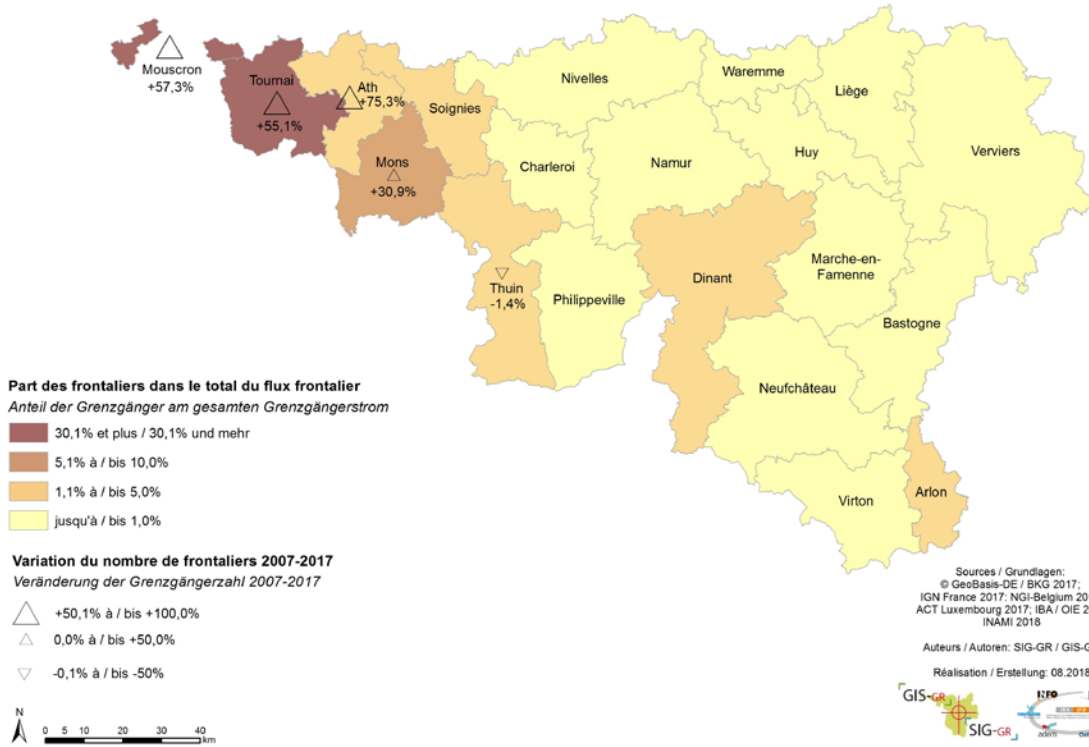 Mouscron
+57,3%
Tournai
+55,1%
Ath
+75,3%
Soignies
Mons
+30,9%
Nivelles
Waremme
Liège
Charleroi
Namur
Huy
Verviers
Thuin
-1,4%
Philippeville
Dinant
Marche-en-
Famenne
Bastogne
Neufchâteau
Virton
Arlon
Part des frontaliers dans le total du flux frontalier
Anteil der Grenzgänger am gesamten Grenzgängerstrom
30,1% et plus / 30,1% und mehr
5,1% à / bis 10,0%
1,1% à / bis 5,0%
jusqu'à / bis 1,0%
Variation du nombre de frontaliers 2007-2017
Veränderung der Grenzgängerzahl 2007-2017
+50,1% à / bis +100,0%
0,0% à / bis +50,0%
-0,1% à / bis -50%
N
0 5 10 20 30 40
km
Sources / Grundlagen:
© GeoBasis-DE / BKG 2017;
IGN France 2017: NGI-Belgium 20
ACT Luxembourg 2017; IBA / OIE 2
INAMI 2018
Auteurs / Autoren: SIG-GR / GIS-G
Réalisation / Erstellung: 08.2018
GIS-GR
SIG-GR
INFO
adem